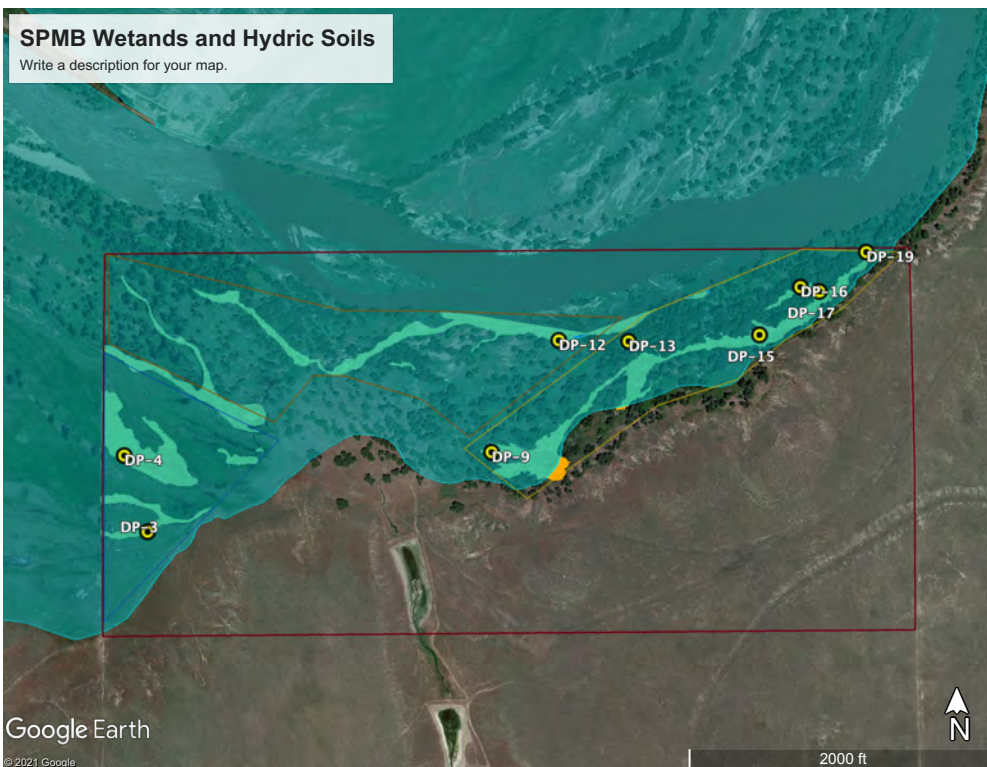 SPMB Wetands and Hydric Soils
Write a description for your map.
DP-19
DP-16
DP-17
DP-12
DP-13
DP-15
DP-9
DP-4
DP-3
Google Earth
N
© 2021 Google
2000 ft